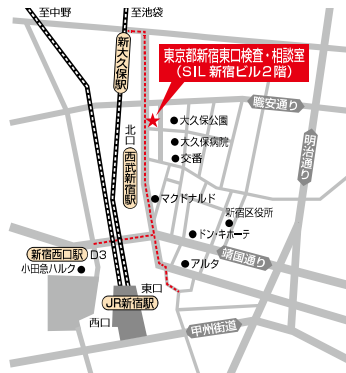 至中野
至池袋
新大久保駅
東京都新宿東口検査・相談室
(SIL新宿ビル2階)
職安通り
大久保公園
大久保病院
交番
北口
西武新宿駅
明治通り
マクドナルド
新宿区役所
ドン・キホーテ
新宿西口駅 D3
小田急ハルク
靖国通り
アルタ
東口
JR新宿駅
西口
甲州街道